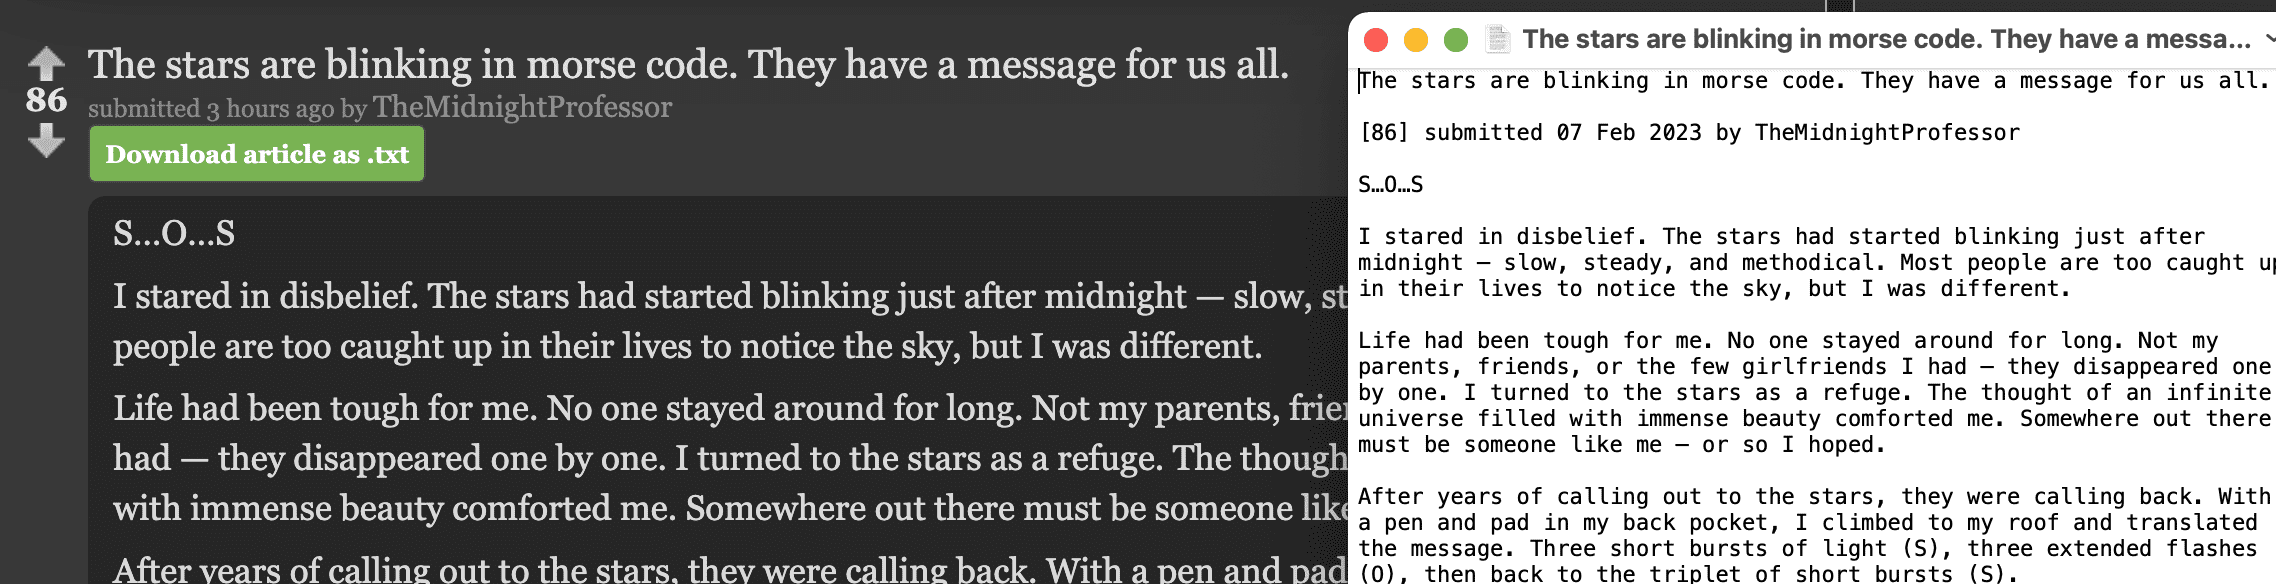 The stars are blinking in morse code. They have a message for us all.
86
submitted 3 hours ago by TheMidnightProfessor
Download article as .txt
S...O...S
I stared in disbelief. The stars had started blinking just after midnight — slow, st
people are too caught up in their lives to notice the sky, but I was different.
Life had been tough for me. No one stayed around for long. Not my parents, frie
had — they disappeared one by one. I turned to the stars as a refuge. The though
with immense beauty comforted me. Somewhere out there must be someone like
After years of calling out to the stars, they were calling back. With a pen and pad
The stars are blinking in morse code. They have a messa...
The stars are blinking in morse code. They have a message for us all.
[86] submitted 07 Feb 2023 by TheMidnightProfessor
S…O…S
I stared in disbelief. The stars had started blinking just after
midnight — slow, steady, and methodical. Most people are too caught up
in their lives to notice the sky, but I was different.
Life had been tough for me. No one stayed around for long. Not my
parents, friends, or the few girlfriends I had — they disappeared one
by one. I turned to the stars as a refuge. The thought of an infinite
universe filled with immense beauty comforted me. Somewhere out there
must be someone like me — or so I hoped.
After years of calling out to the stars, they were calling back. With
a pen and pad in my back pocket, I climbed to my roof and translated
the message. Three short bursts of light (S), three extended flashes
(O), then back to the triplet of short bursts (S).